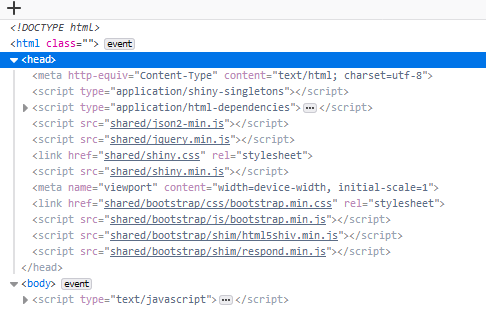 <!DOCTYPE html>
<html class=""> event
<head>
<meta http-equiv="Content-Type" content="text/html; charset=utf-8">
<script type="application/shiny-singletons"></script>
<script type="application/html-dependencies">···</script>
<script src="shared/json2-min.js"></script>
<script src="shared/jquery.min.js"></script>
<link href="shared/shiny.css" rel="stylesheet">
<script src="shared/shiny.min.js"></script>
<meta name="viewport" content="width=device-width, initial-scale=1">
<link href="shared/bootstrap/css/bootstrap.min.css" rel="stylesheet">
<script src="shared/bootstrap/js/bootstrap.min.js"></script>
<script src="shared/bootstrap/shim/html5shiv.min.js"></script>
<script src="shared/bootstrap/shim/respond.min.js"></script>
</head>
<body> event
<script type="text/javascript">···</script>